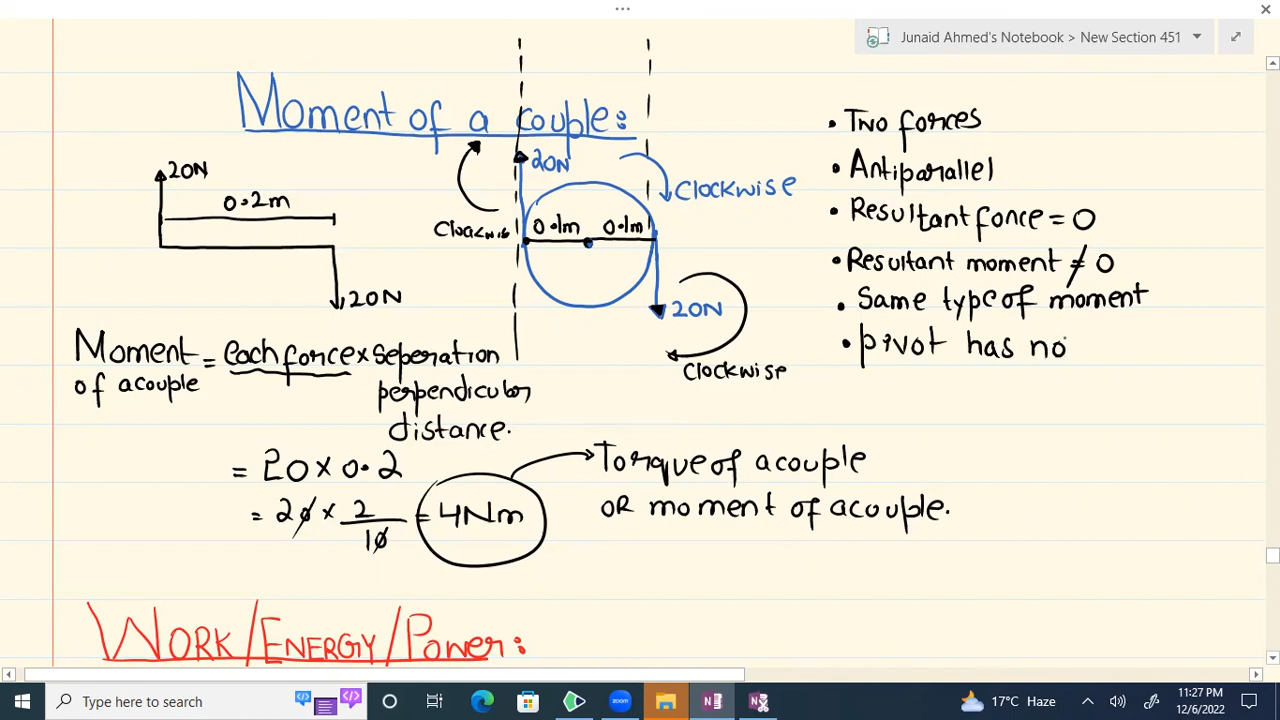 Junaid Ahmed's Notebook > New Section 451
Moment of a couple:
20N
0.2m
20N
Clockwise
20N
Clockwise
0.1m 0.1m
20N
Clockwise
• Two forces
• Antiparallel
• Resultant force = 0
• Resultant moment ≠ 0
• Same type of moment
• pivot has no
Moment of a couple = each force × seperation
perpendicular
distance.
= 20 × 0.2
= 20 × 2/10 = 4Nm
Torque of a couple
OR moment of a couple.
WORK/ENERGY/Power:
Type here to search
zoom
17°C Haze
11:27 PM
12/6/2022